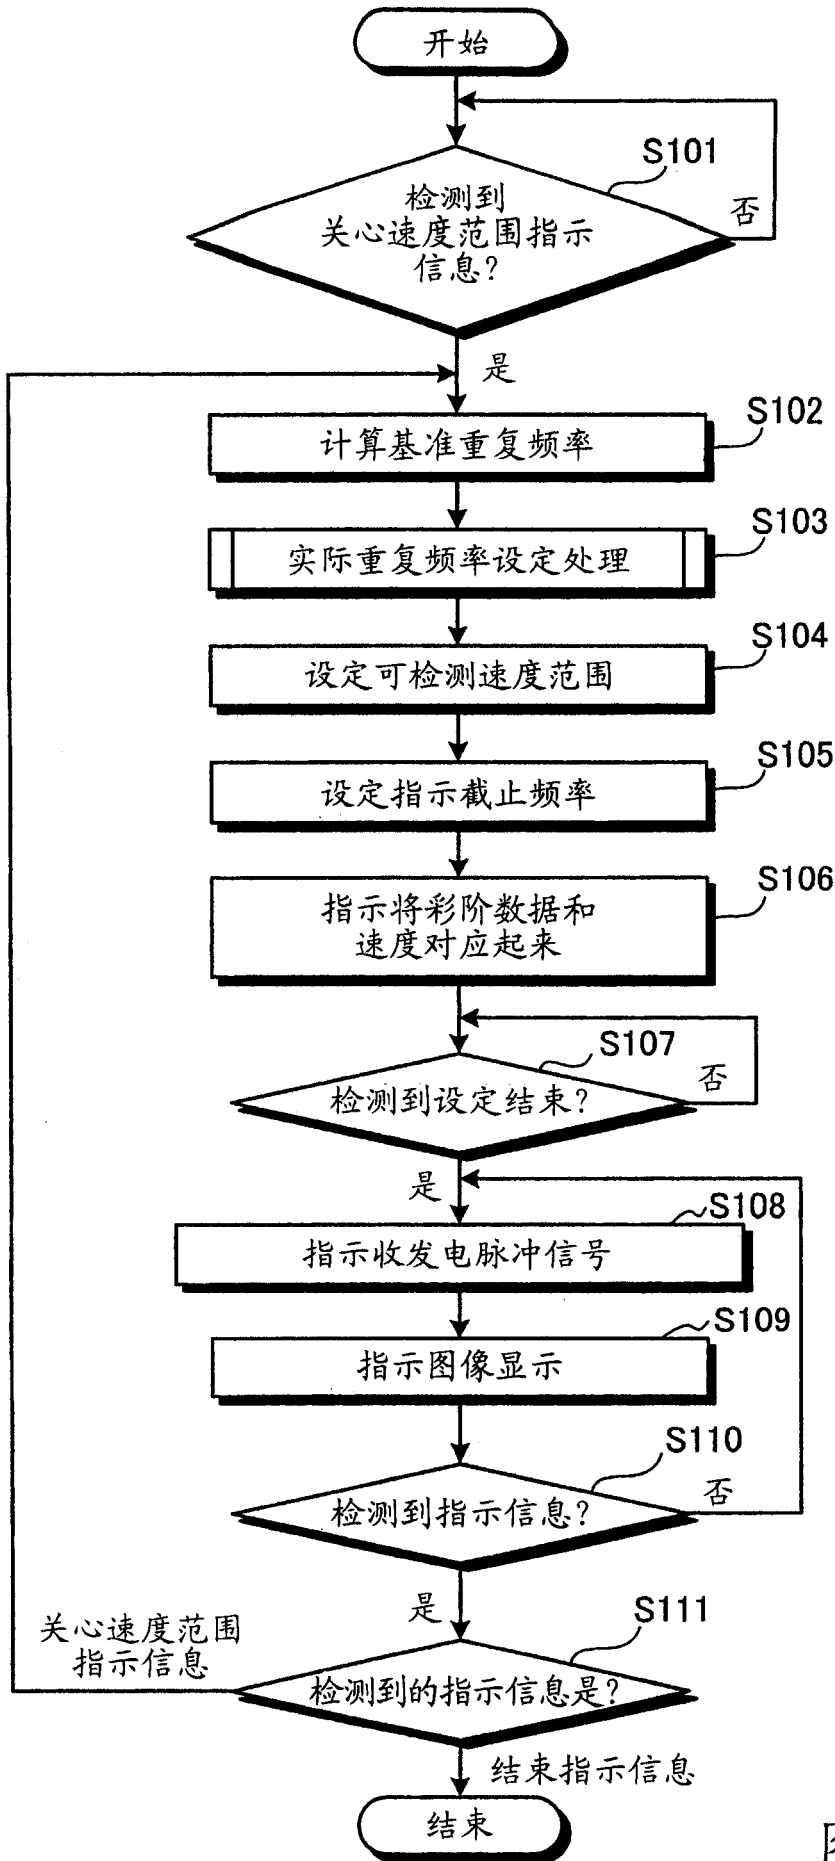 开始
S101
检测到
关心速度范围指示
信息?
否
是
S102
计算基准重复频率
S103
实际重复频率设定处理
S104
设定可检测速度范围
S105
设定指示截止频率
S106
指示将彩阶数据和
速度对应起来
S107
检测到设定结束?
否
是
S108
指示收发电脉冲信号
S109
指示图像显示
S110
检测到指示信息?
否
是
S111
关心速度范围
指示信息
检测到的指示信息是?
结束指示信息
结束